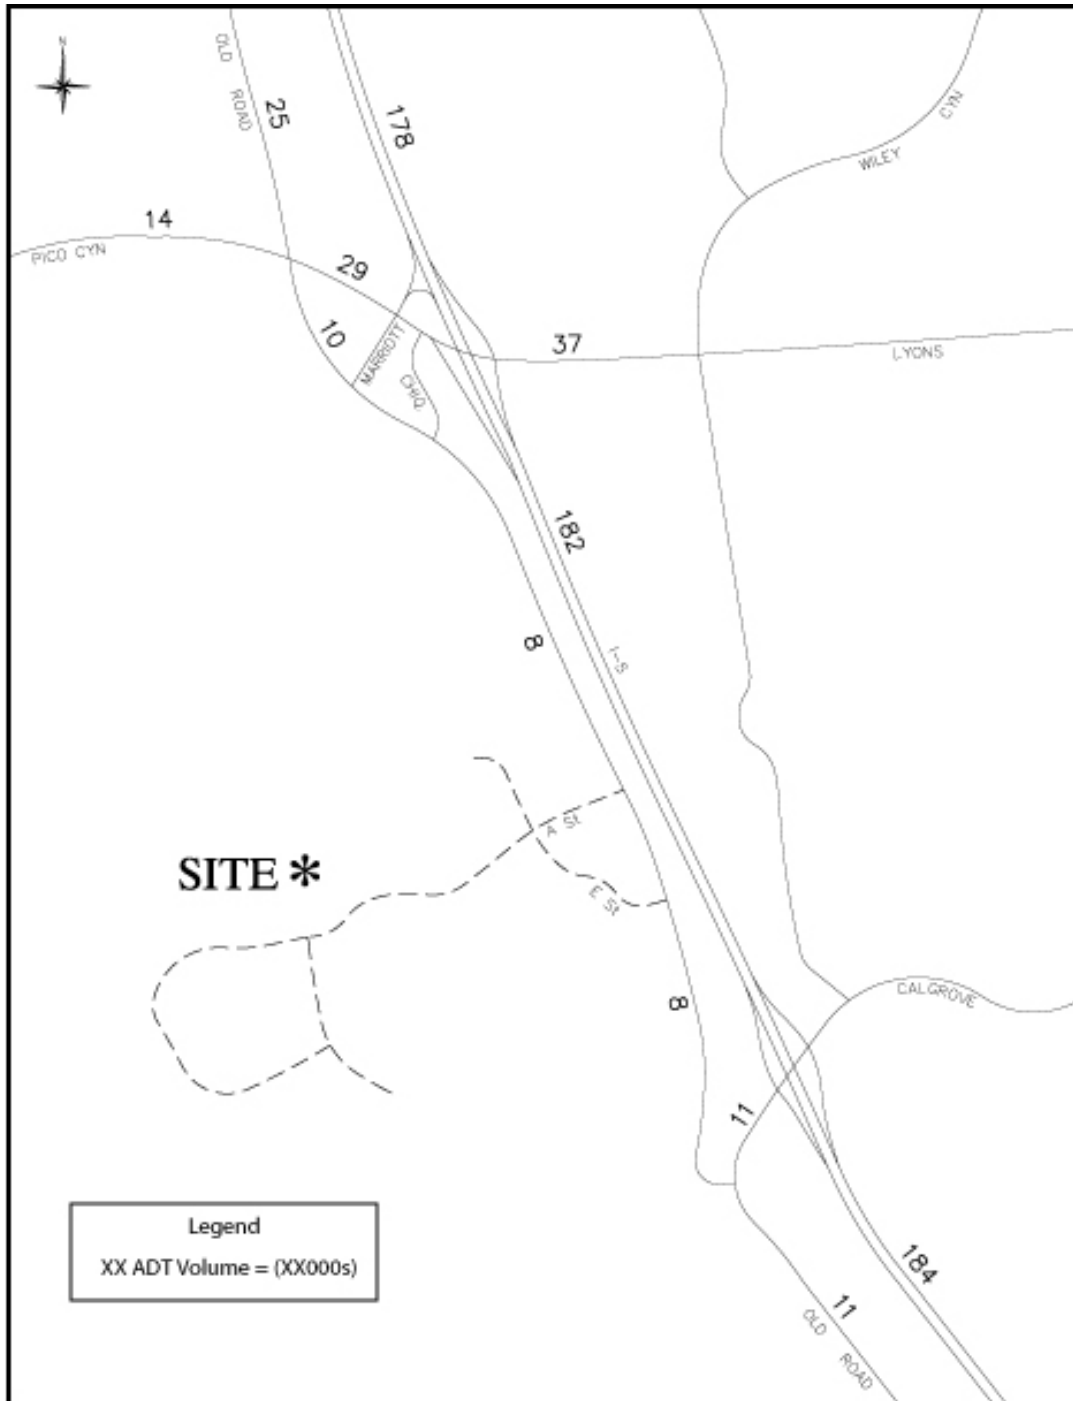 N
OLD ROAD
25
178
WILEY CYN
14
PICO CYN
29
10
MARRIOTT
CHIQ.
37
LYONS
182
8
I-5
A St
SITE *
E St
8
CALGROVE
11
184
11
OLD ROAD
Legend
XX ADT Volume = (XX000s)